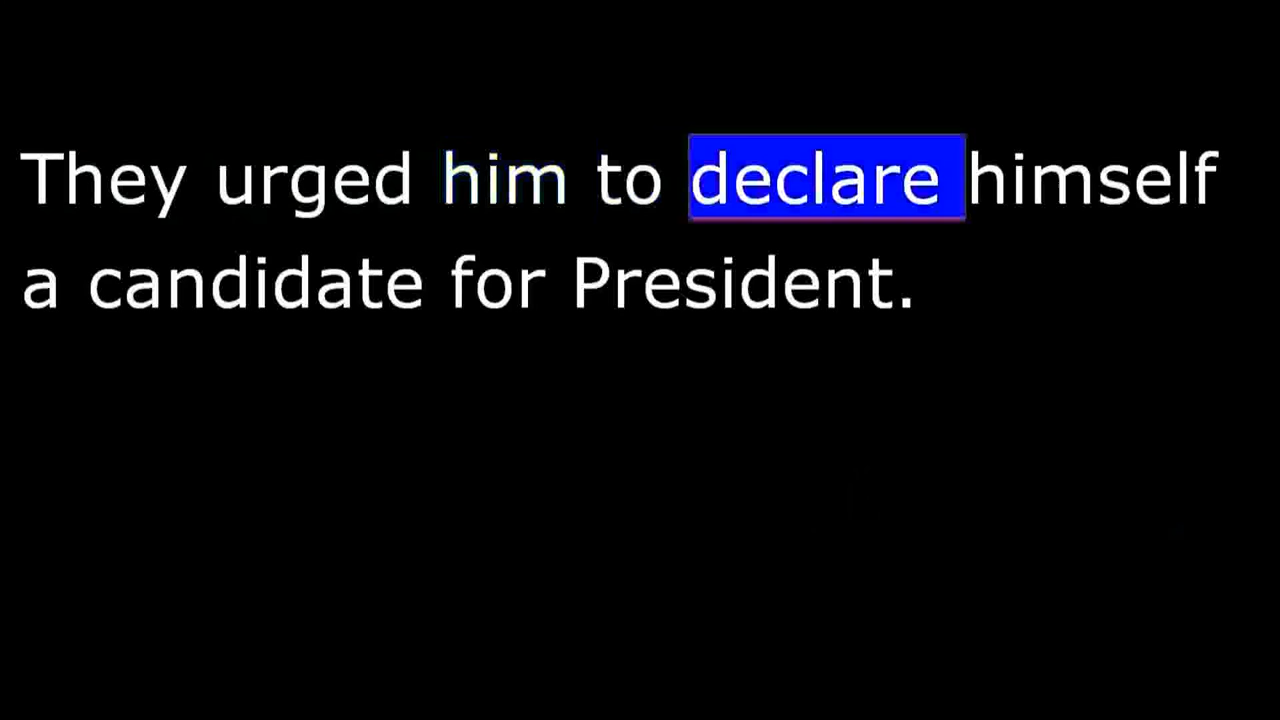 They urged him to declare himself
a candidate for President.